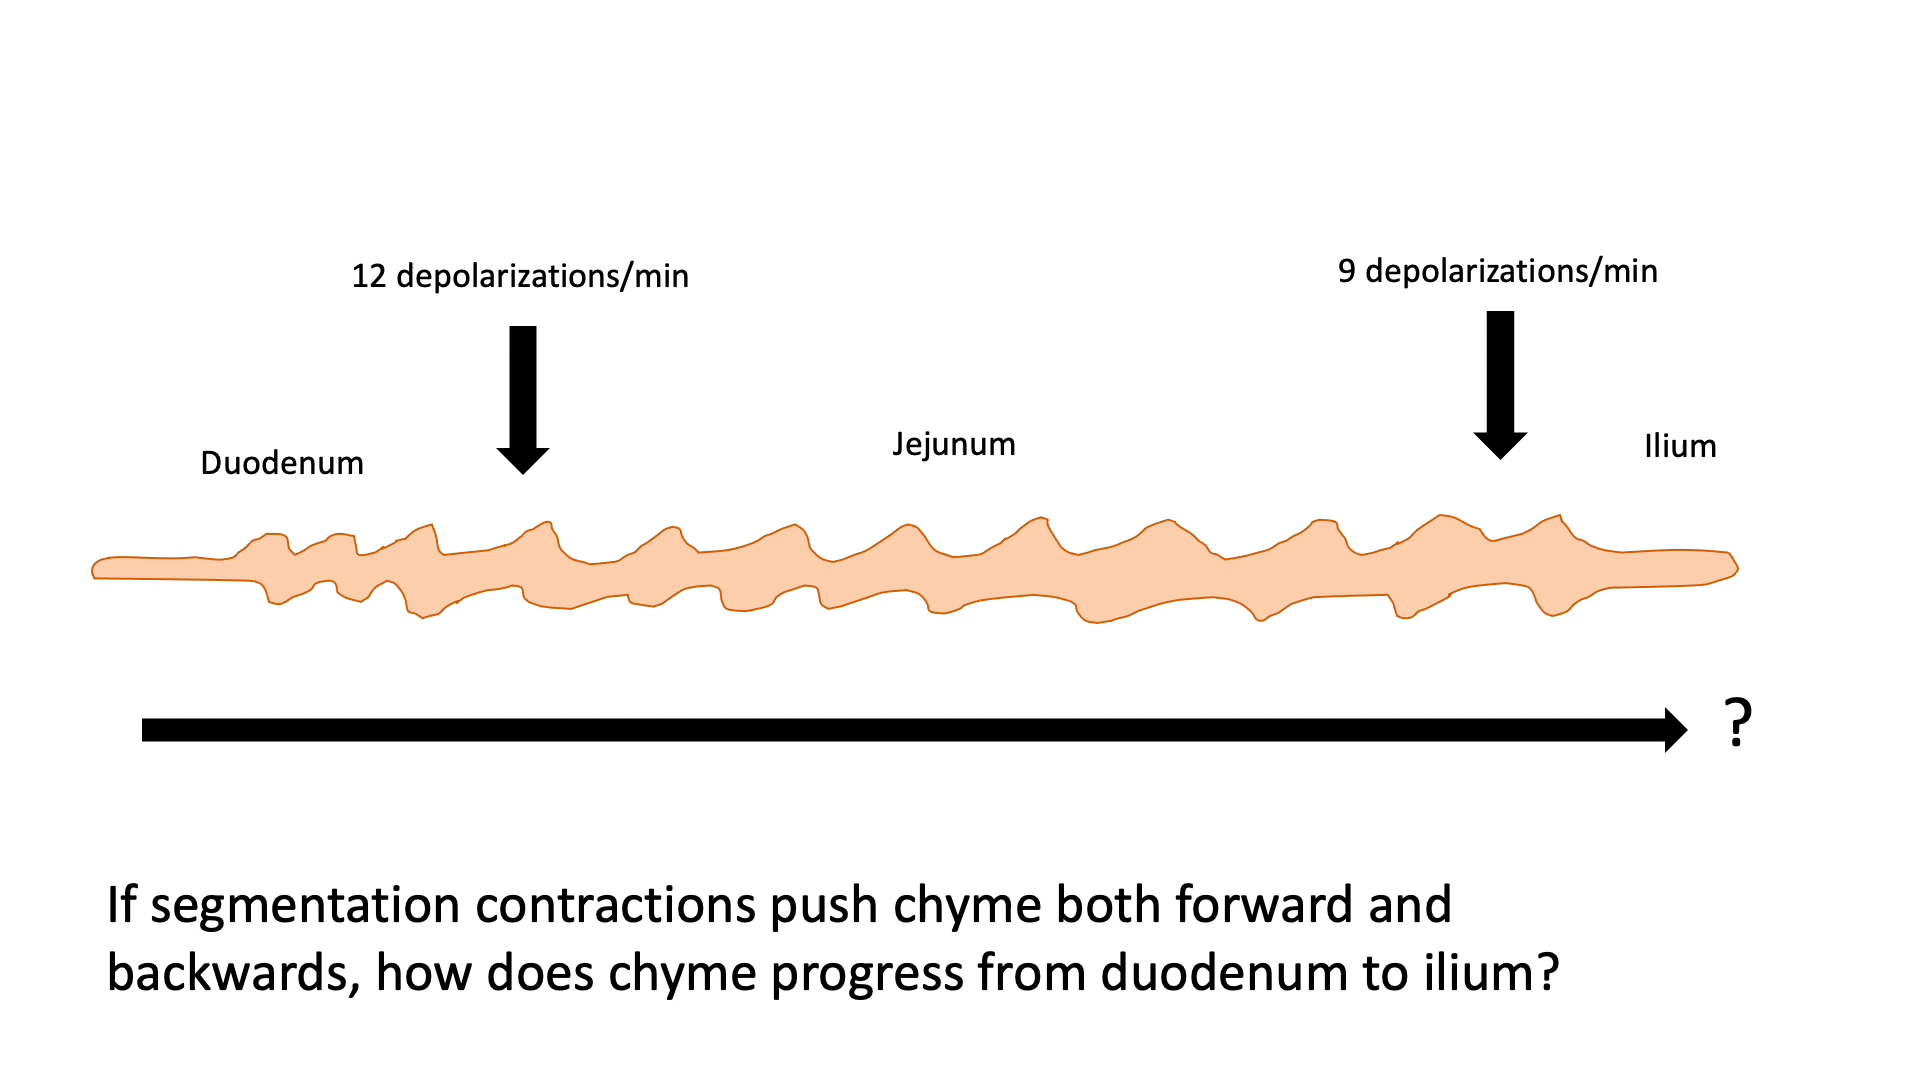 12 depolarizations/min
9 depolarizations/min
Duodenum
Jejunum
Ilium
?
If segmentation contractions push chyme both forward and
backwards, how does chyme progress from duodenum to ilium?